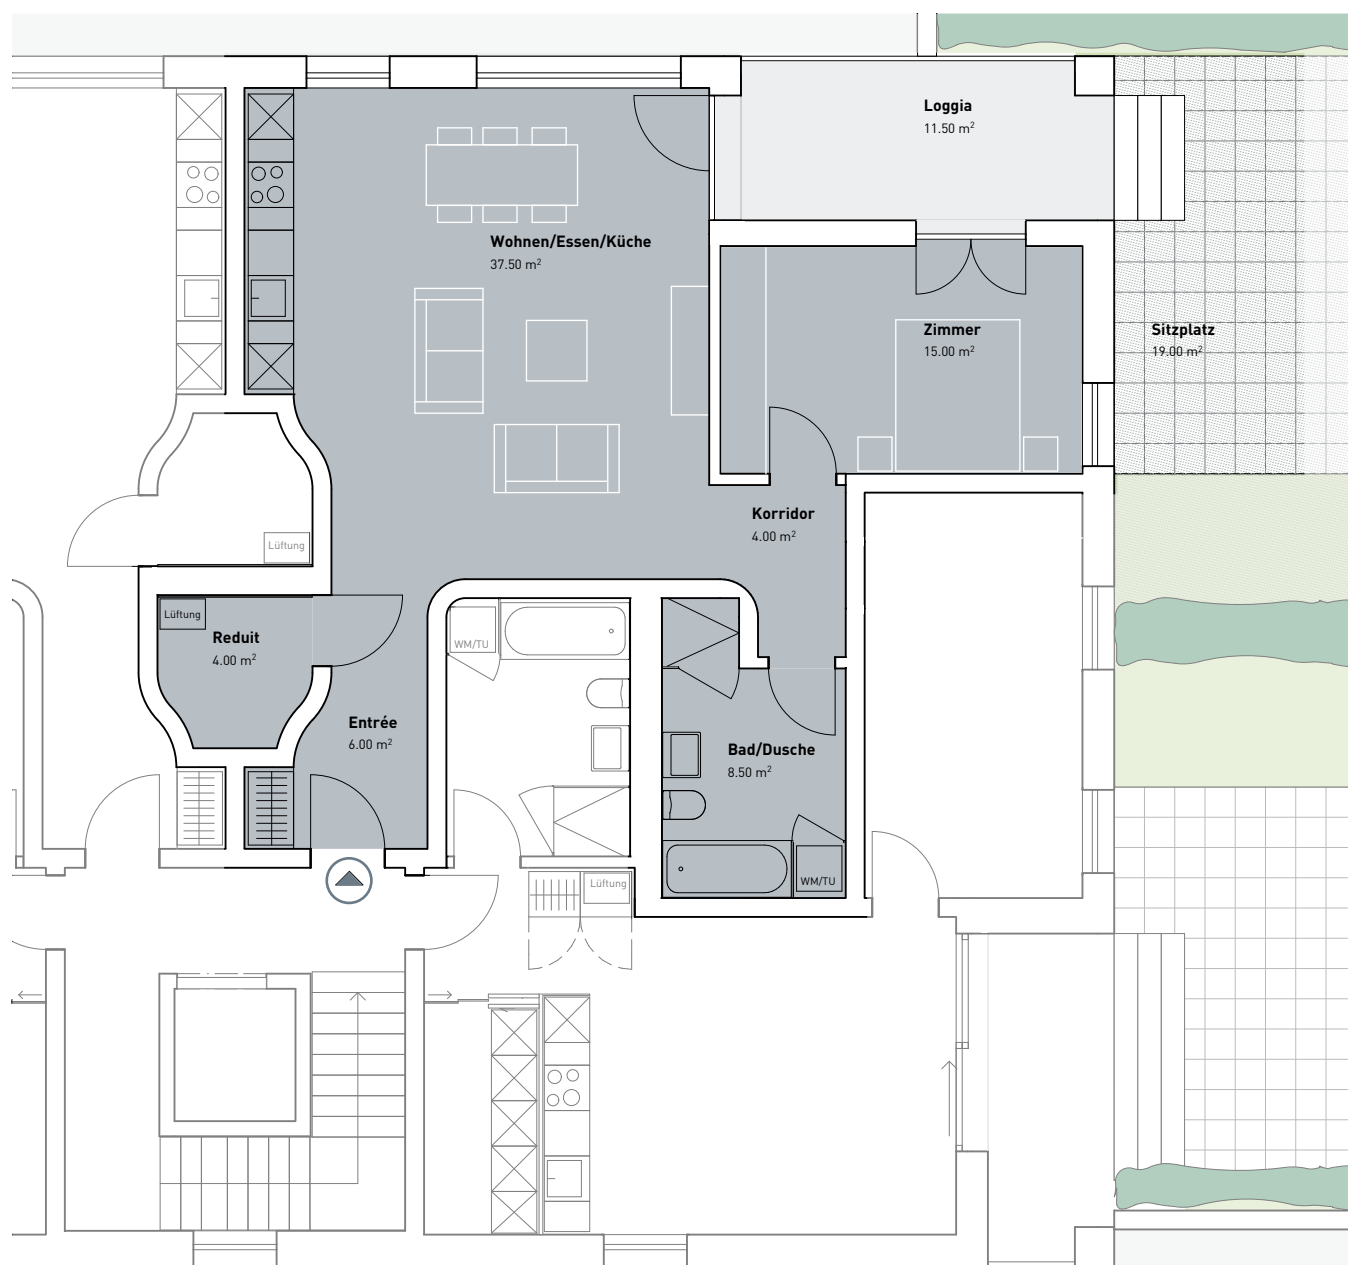 Loggia
11.50 m²
Wohnen/Essen/Küche
37.50 m²
Zimmer
15.00 m²
Sitzplatz
19.00 m²
Korridor
4.00 m²
Lüftung
Lüftung
Reduit
4.00 m²
WM/TU
Entrée
6.00 m²
Bad/Dusche
8.50 m²
WM/TU
Lüftung